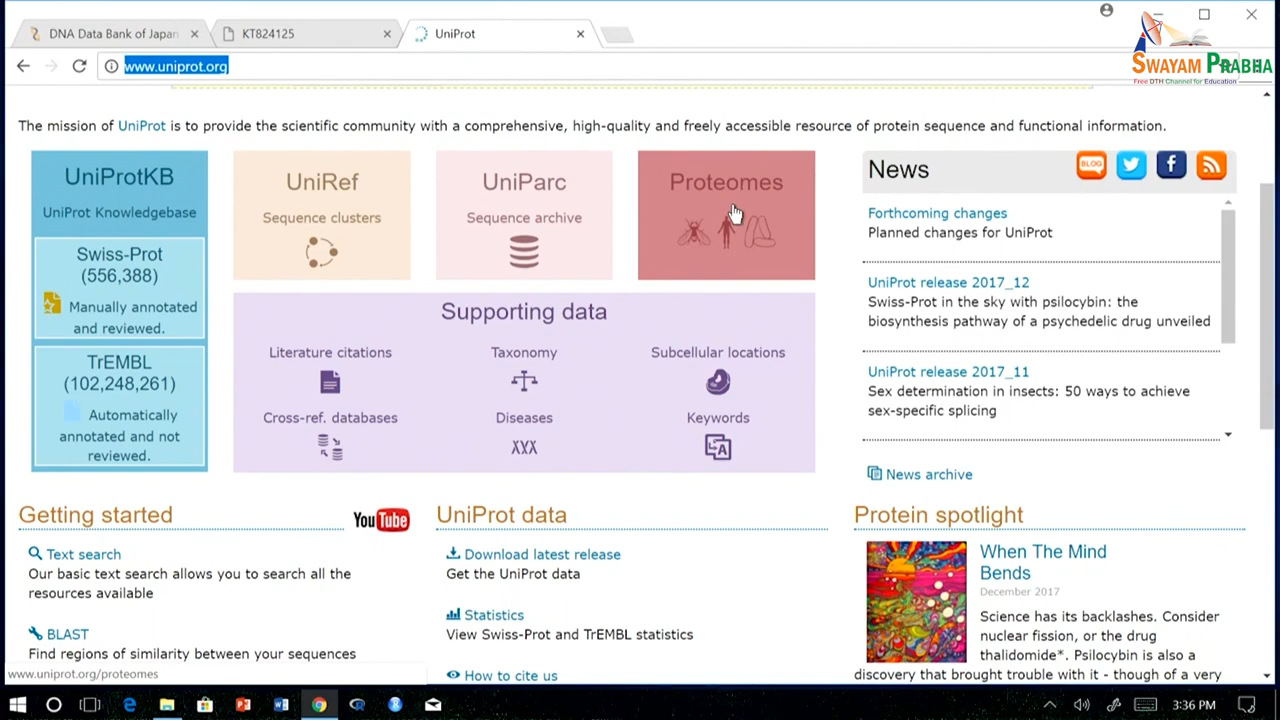 DNA Data Bank of Japan
KT824125
UniProt
www.uniprot.org
SWAYAM PRABHA
Free DTH Channel for Education
The mission of UniProt is to provide the scientific community with a comprehensive, high-quality and freely accessible resource of protein sequence and functional information.
UniProtKB
UniProt Knowledgebase
Swiss-Prot
(556,388)
Manually annotated
and reviewed.
TrEMBL
(102,248,261)
Automatically
annotated and not
reviewed.
UniRef
Sequence clusters
UniParc
Sequence archive
Proteomes
Supporting data
Literature citations
Taxonomy
Subcellular locations
Cross-ref. databases
Diseases
Keywords
News
BLOG
Forthcoming changes
Planned changes for UniProt
UniProt release 2017_12
Swiss-Prot in the sky with psilocybin: the
biosynthesis pathway of a psychedelic drug unveiled
UniProt release 2017_11
Sex determination in insects: 50 ways to achieve
sex-specific splicing
News archive
Getting started
YouTube
Text search
Our basic text search allows you to search all the
resources available
BLAST
Find regions of similarity between your sequences
UniProt data
Download latest release
Get the UniProt data
Statistics
View Swiss-Prot and TrEMBL statistics
How to cite us
Protein spotlight
When The Mind
Bends
December 2017
Science has its backlashes. Consider
nuclear fission, or the drug
thalidomide*. Psilocybin is also a
discovery that brought trouble with it - though of a very
www.uniprot.org/proteomes
3:36 PM